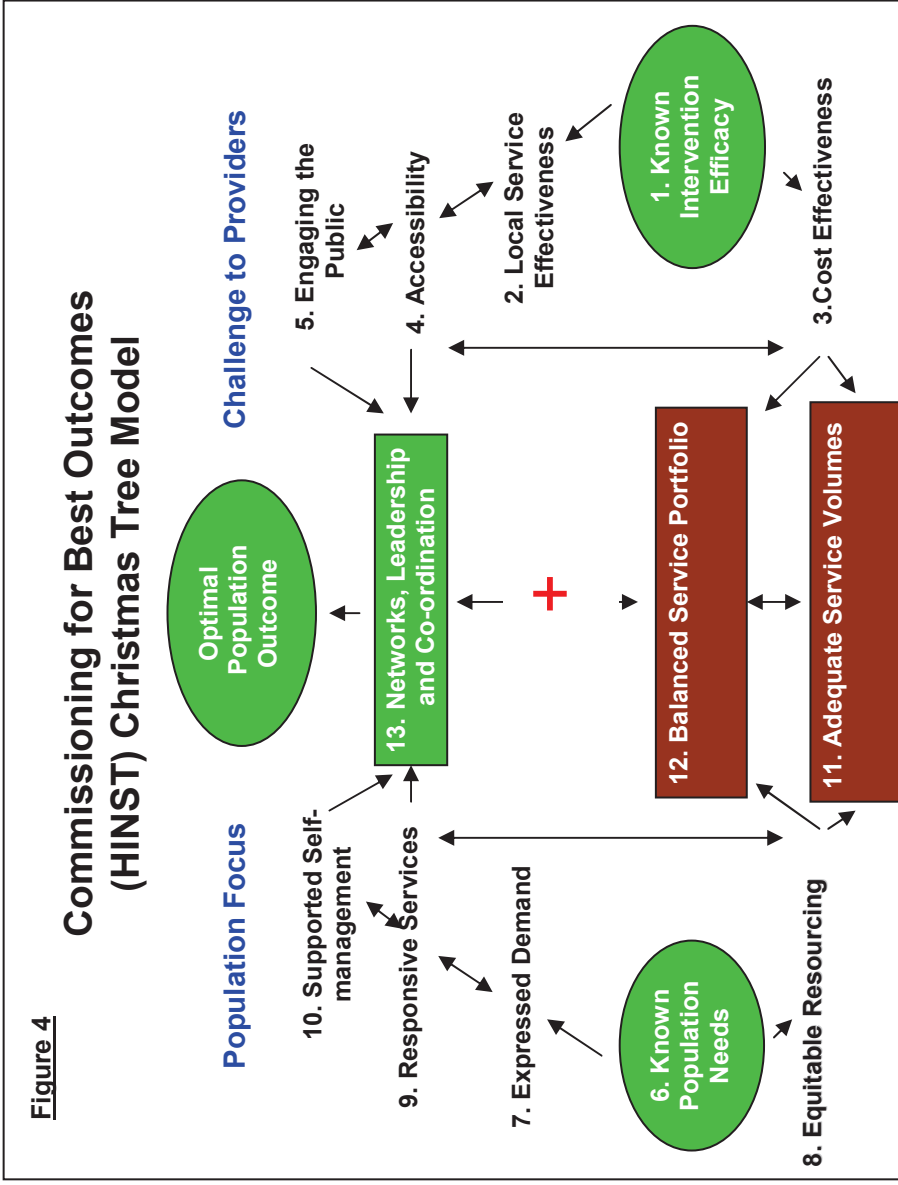 Figure 4
Commissioning for Best Outcomes
(HINST) Christmas Tree Model
Population Focus
Challenge to Providers
Optimal
Population
Outcome
10. Supported Self-
management
5. Engaging the
Public
13. Networks, Leadership
and Co-ordination
9. Responsive Services
4. Accessibility
7. Expressed Demand
2. Local Service
Effectiveness
+
6. Known
Population
Needs
12. Balanced Service Portfolio
1. Known
Intervention
Efficacy
8. Equitable Resourcing
11. Adequate Service Volumes
3.Cost Effectiveness